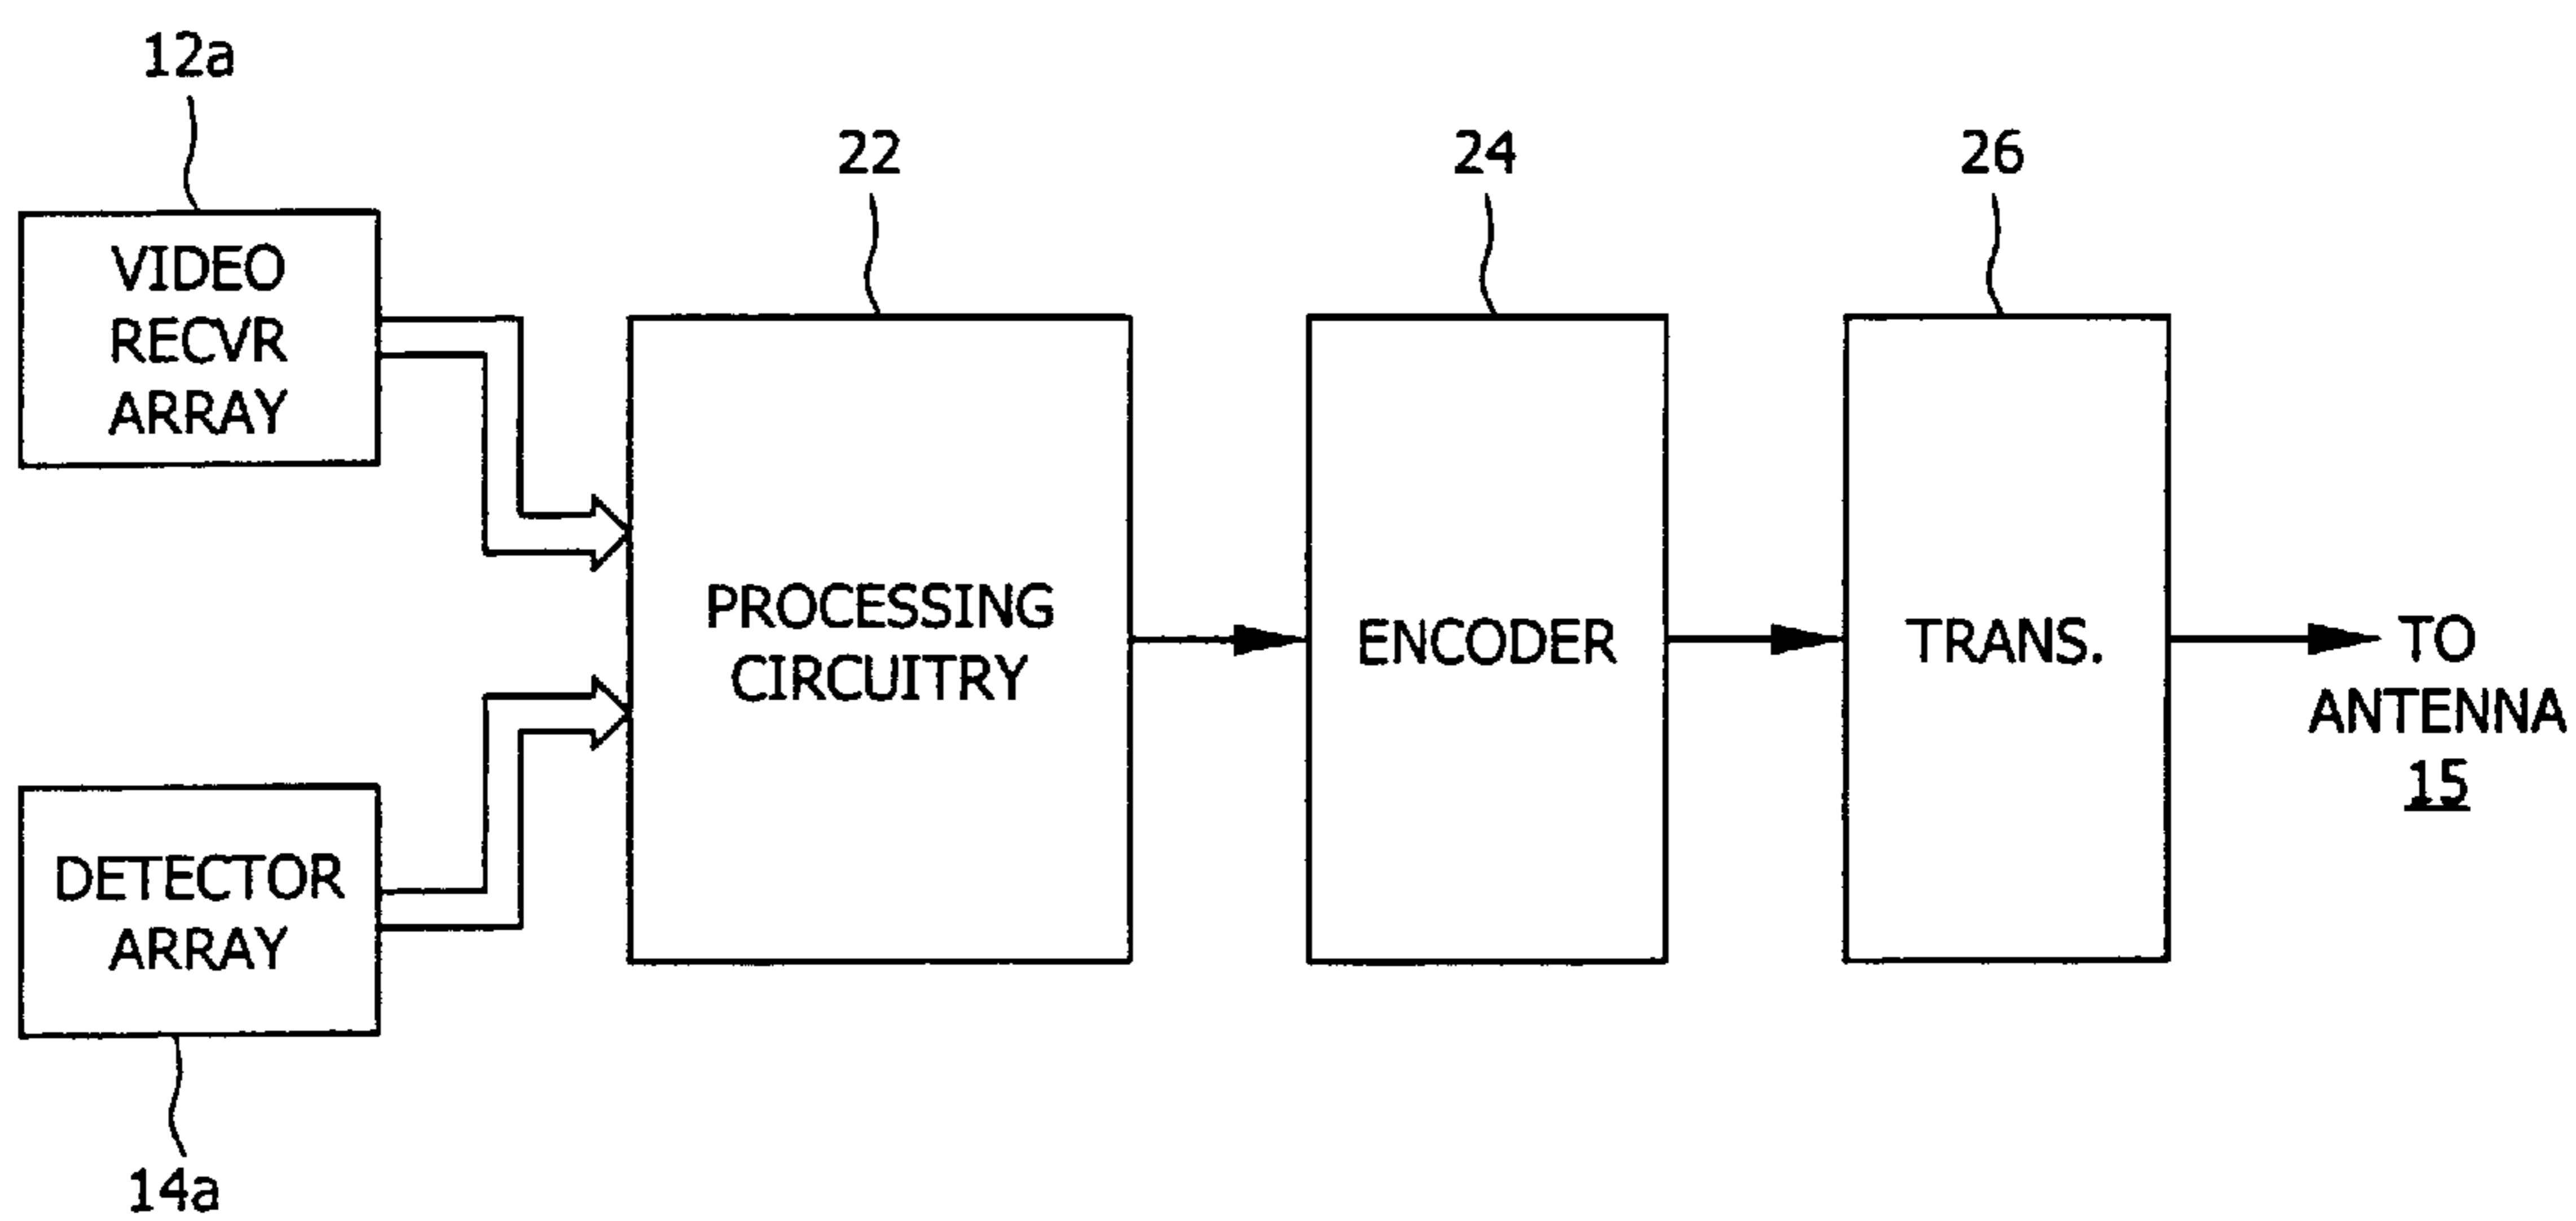 12a
VIDEO
RECVR
ARRAY
22
PROCESSING
CIRCUITRY
24
ENCODER
26
TRANS.
TO
ANTENNA
15
DETECTOR
ARRAY
14a